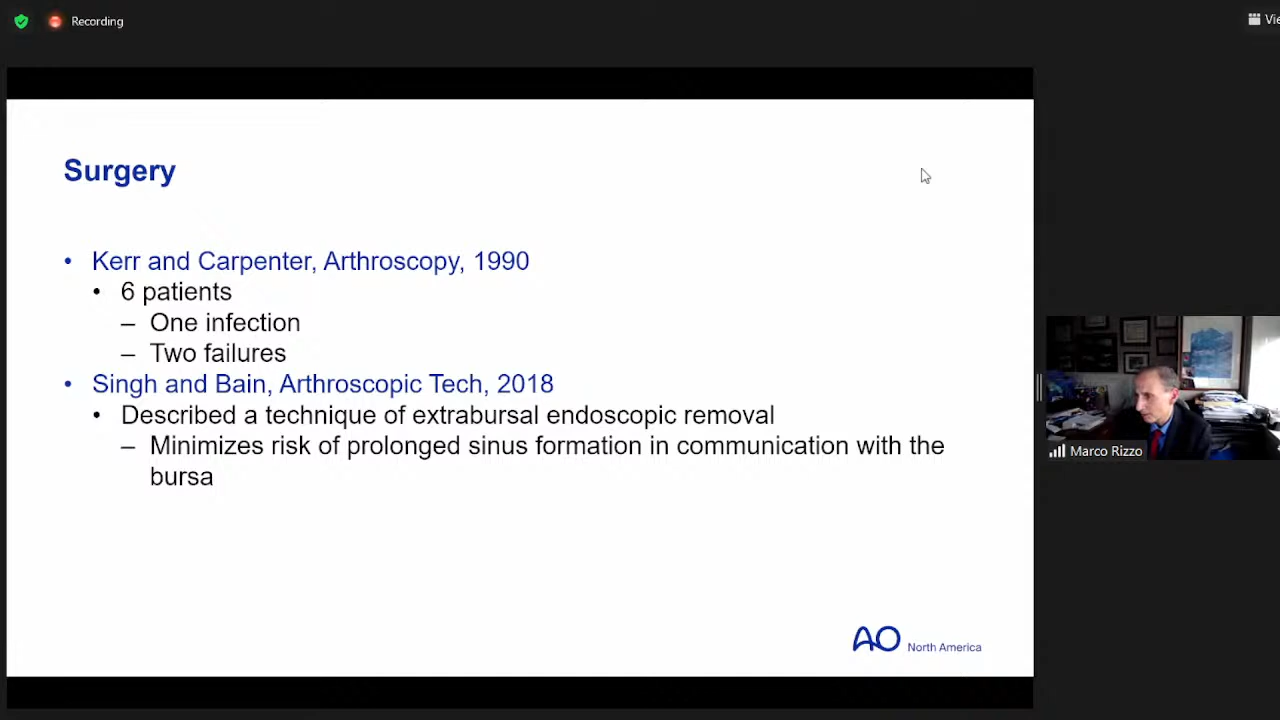 Recording
Vie
Surgery
• Kerr and Carpenter, Arthroscopy, 1990
• 6 patients
– One infection
– Two failures
• Singh and Bain, Arthroscopic Tech, 2018
• Described a technique of extrabursal endoscopic removal
– Minimizes risk of prolonged sinus formation in communication with the
bursa
Marco Rizzo
AO North America